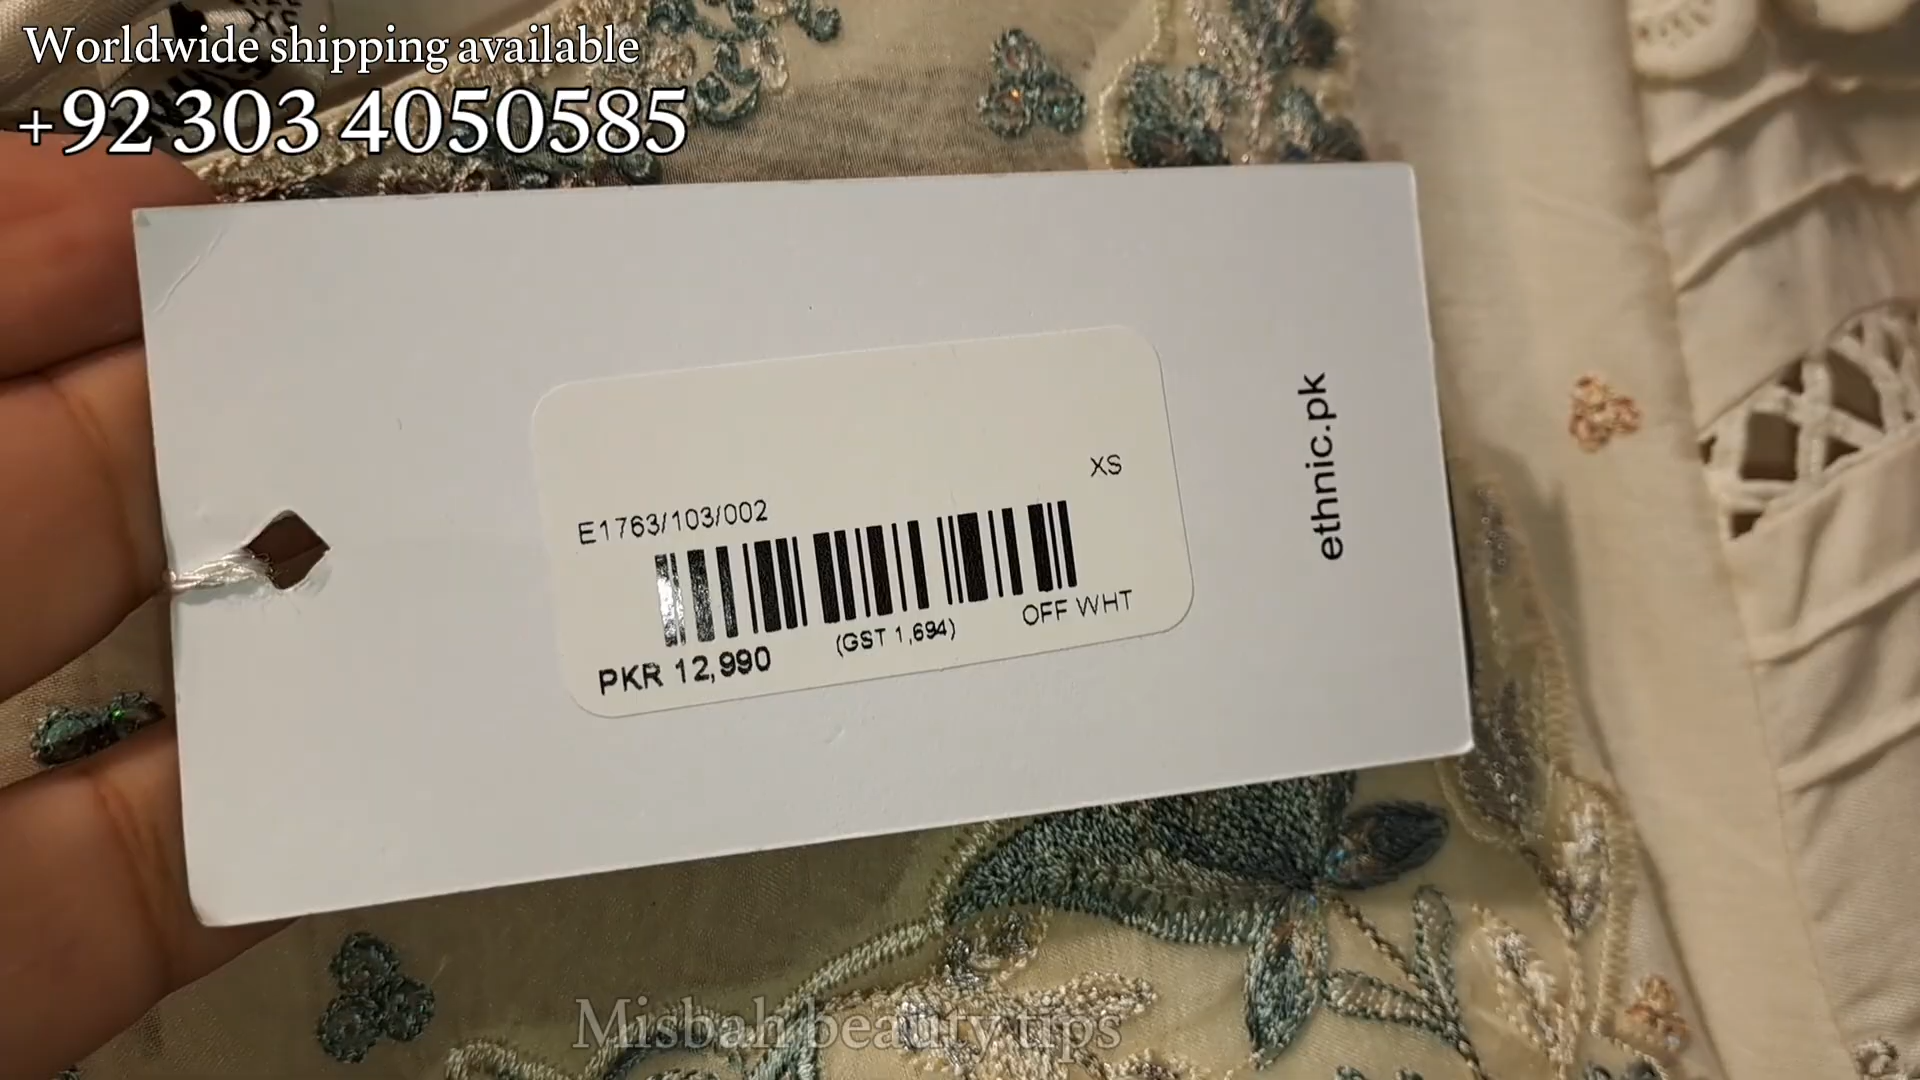 Worldwide shipping available
+92 303 4050585
XS
E1763/103/002
OFF WHT
(GST 1,694)
PKR 12,990
ethnic.pk
Misbah beauty tips